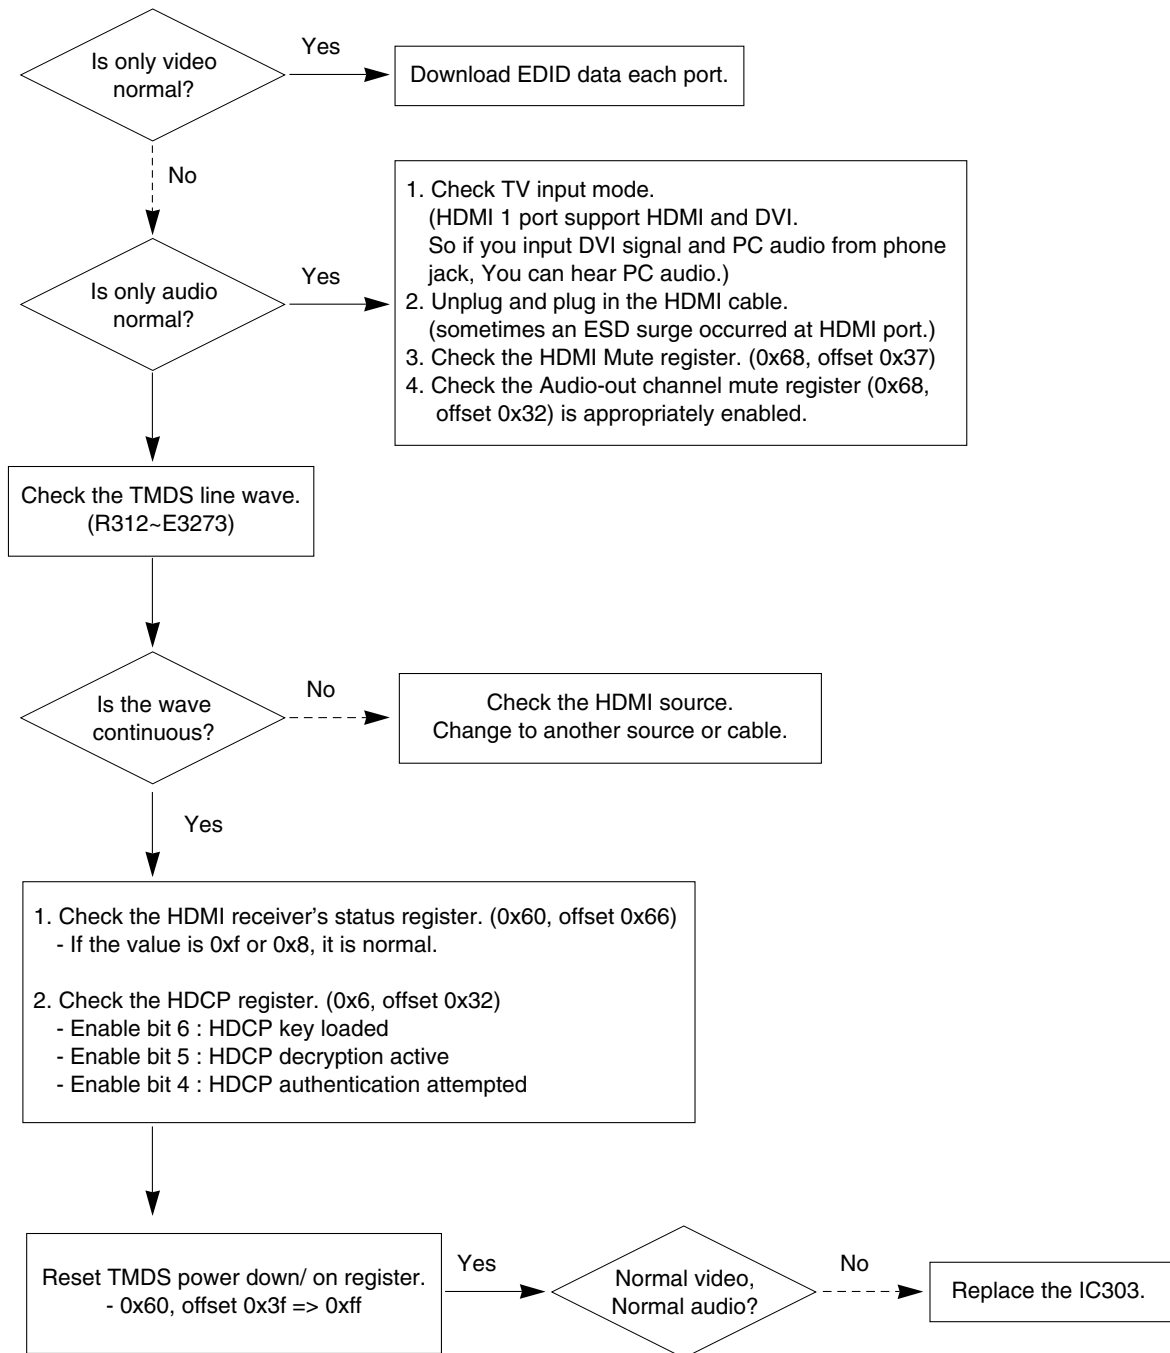 Is only video
normal?
Yes
Download EDID data each port.
No
Is only audio
normal?
Yes
1. Check TV input mode.
(HDMI 1 port support HDMI and DVI.
So if you input DVI signal and PC audio from phone
jack, You can hear PC audio.)
2. Unplug and plug in the HDMI cable.
(sometimes an ESD surge occurred at HDMI port.)
3. Check the HDMI Mute register. (0x68, offset 0x37)
4. Check the Audio-out channel mute register (0x68,
offset 0x32) is appropriately enabled.
Check the TMDS line wave.
(R312~E3273)
Is the wave
continuous?
No
Check the HDMI source.
Change to another source or cable.
Yes
1. Check the HDMI receiver's status register. (0x60, offset 0x66)
- If the value is 0xf or 0x8, it is normal.
2. Check the HDCP register. (0x6, offset 0x32)
- Enable bit 6 : HDCP key loaded
- Enable bit 5 : HDCP decryption active
- Enable bit 4 : HDCP authentication attempted
Reset TMDS power down/ on register.
- 0x60, offset 0x3f => 0xff
Yes
Normal video,
Normal audio?
No
Replace the IC303.